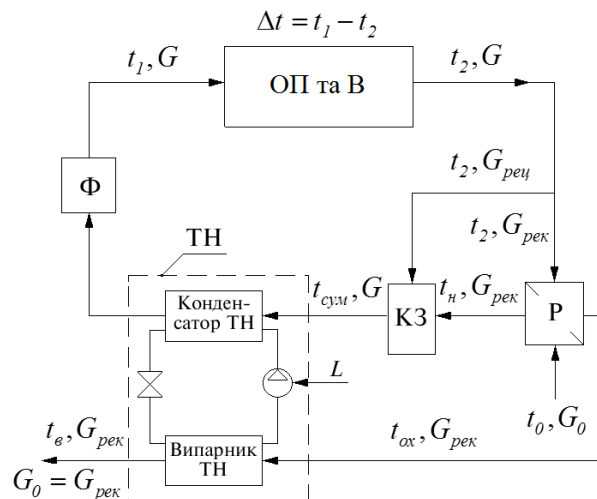 Δt = t₁ − t₂
t₁, G
ОП та В
t₂, G
Ф
t₂, Gрец
t₂, Gрек
ТН
Конден-
сатор ТН
tсум, G
КЗ
tн, Gрек
Р
L
t₀, G₀
Випарник
ТН
tв, Gрек
tох, Gрек
G₀ = Gрек